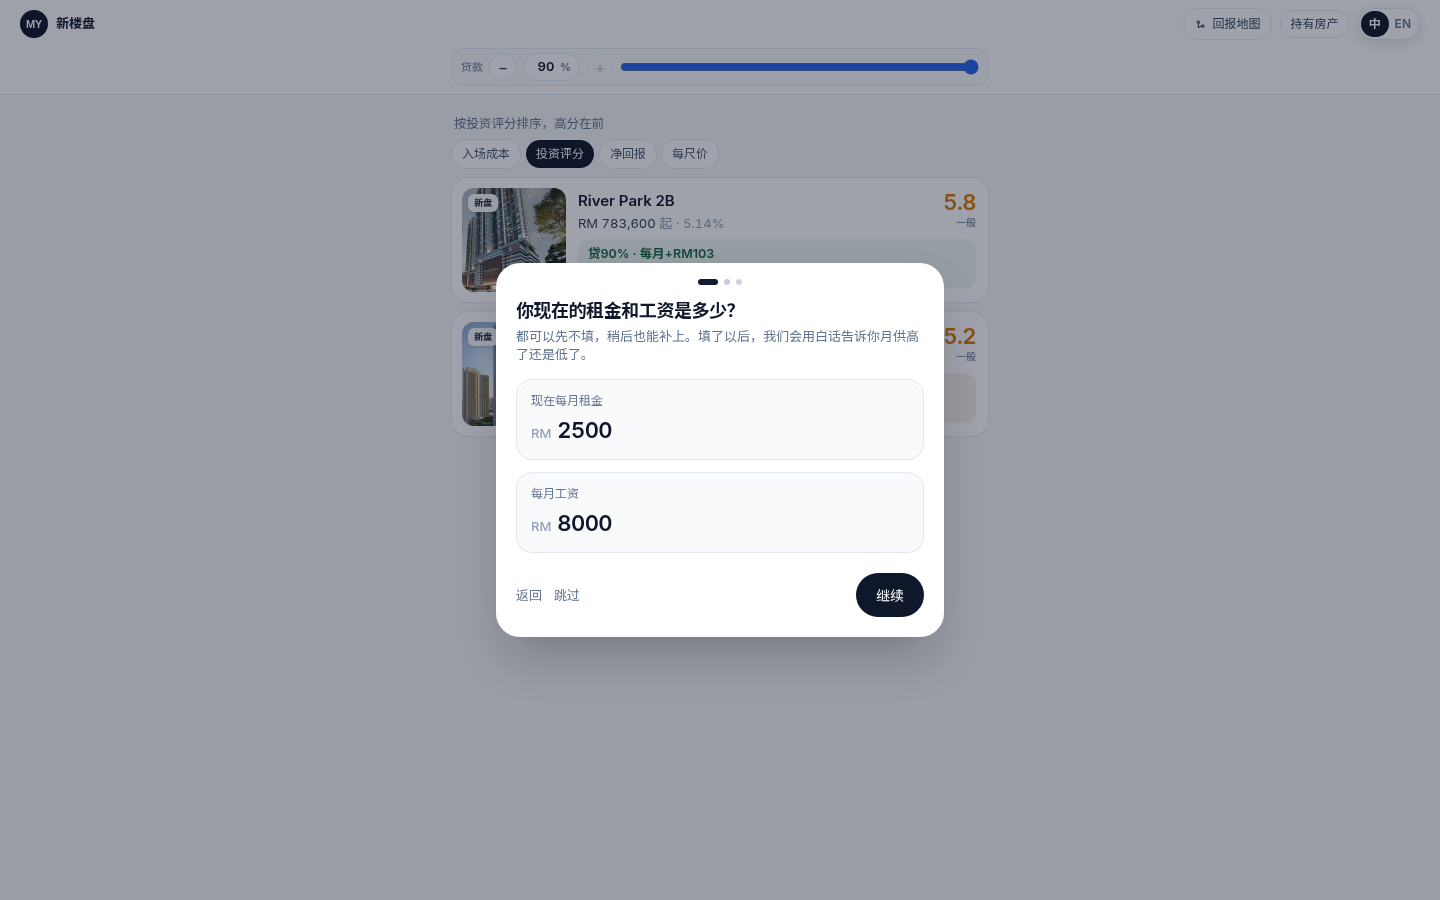 MY 新楼盘
回报地图
持有房产
中 EN
贷款 − 90 % +
按投资评分排序，高分在前
入场成本 投资评分 净回报 每尺价
新盘
River Park 2B
RM 783,600 起 · 5.14%
5.8
一般
贷90% · 每月+RM103
新盘
5.2
一般
你现在的租金和工资是多少？
都可以先不填，稍后也能补上。填了以后，我们会用白话告诉你月供高
了还是低了。
现在每月租金
RM 2500
每月工资
RM 8000
返回 跳过
继续